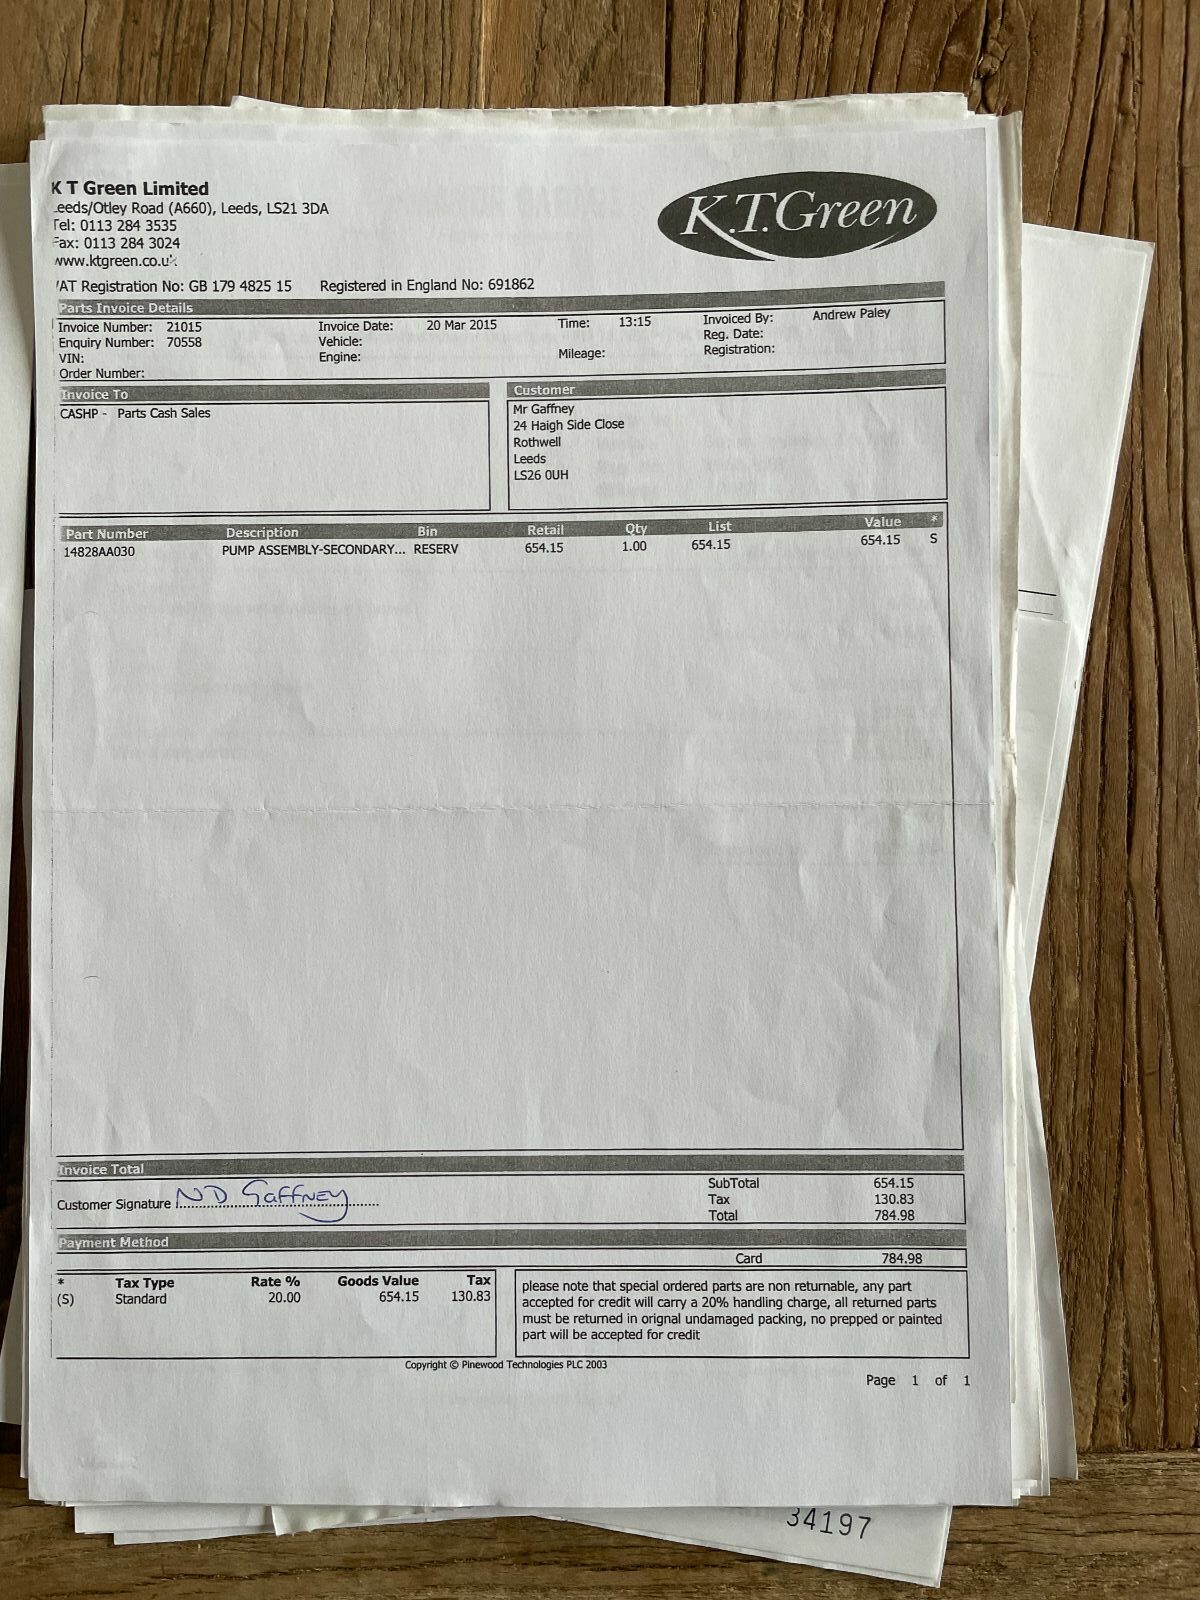 K T Green Limited
Leeds/Otley Road (A660), Leeds, LS21 3DA
Tel: 0113 284 3535
Fax: 0113 284 3024
www.ktgreen.co.uk
K.T.Green
VAT Registration No: GB 179 4825 15 Registered in England No: 691862
Parts Invoice Details
Invoice Number: 21015 Invoice Date: 20 Mar 2015 Time: 13:15 Invoiced By: Andrew Paley
Enquiry Number: 70558 Vehicle: Reg. Date:
VIN: Engine: Mileage: Registration:
Order Number:
Invoice To
CASHP - Parts Cash Sales
Customer
Mr Gaffney
24 Haigh Side Close
Rothwell
Leeds
LS26 0UH
Part Number Description Bin Retail Qty List Value *
14828AA030 PUMP ASSEMBLY-SECONDARY... RESERV 654.15 1.00 654.15 654.15 S
Invoice Total
Customer Signature ND Gaffney
SubTotal 654.15
Tax 130.83
Total 784.98
Payment Method
Card 784.98
* Tax Type Rate % Goods Value Tax
(S) Standard 20.00 654.15 130.83
please note that special ordered parts are non returnable, any part
accepted for credit will carry a 20% handling charge, all returned parts
must be returned in orignal undamaged packing, no prepped or painted
part will be accepted for credit
Copyright © Pinewood Technologies PLC 2003
Page 1 of 1
34197